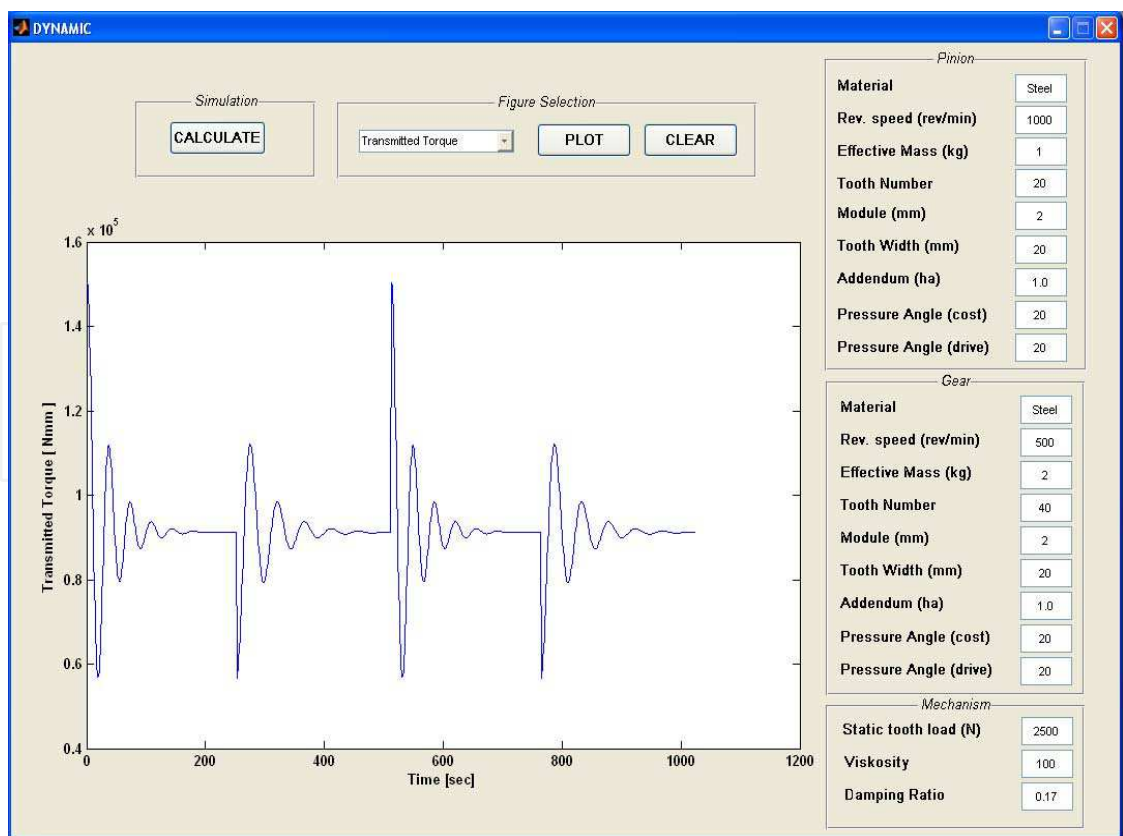 DYNAMIC
Simulation
CALCULATE
Figure Selection
Transmitted Torque
PLOT
CLEAR
x 10^5
1.6
1.4
1.2
1
0.8
0.6
0.4
Transmitted Torque [ Nmm ]
0 200 400 600 800 1000 1200
Time [sec]
Pinion
Material Steel
Rev. speed (rev/min) 1000
Effective Mass (kg) 1
Tooth Number 20
Module (mm) 2
Tooth Width (mm) 20
Addendum (ha) 1.0
Pressure Angle (cost) 20
Pressure Angle (drive) 20
Gear
Material Steel
Rev. speed (rev/min) 500
Effective Mass (kg) 2
Tooth Number 40
Module (mm) 2
Tooth Width (mm) 20
Addendum (ha) 1.0
Pressure Angle (cost) 20
Pressure Angle (drive) 20
Mechanism
Static tooth load (N) 2500
Viskosity 100
Damping Ratio 0.17